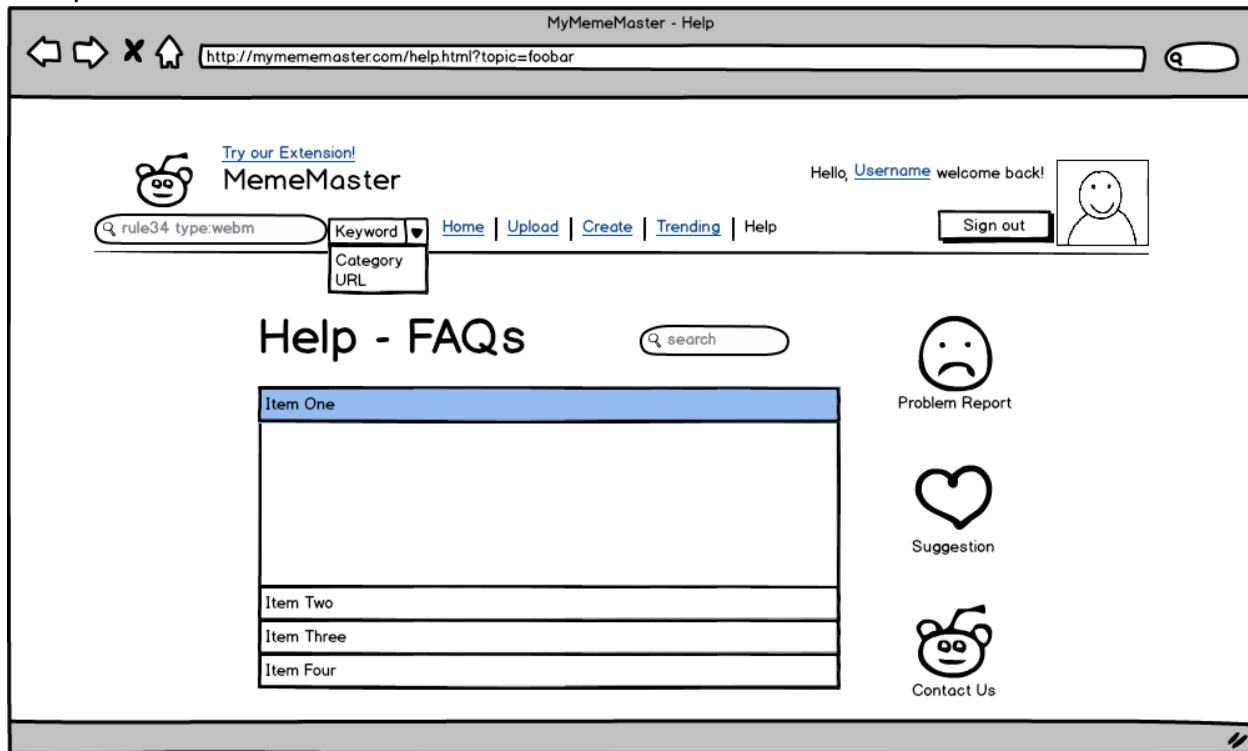 MyMemeMaster - Help
http://mymememaster.com/help.html?topic=foobar
Try our Extension!
MemeMaster
Hello, Username welcome back!
rule34 type:webm
Keyword
Category
URL
Home | Upload | Create | Trending | Help
Sign out
Help - FAQs
search
Item One
Item Two
Item Three
Item Four
Problem Report
Suggestion
Contact Us